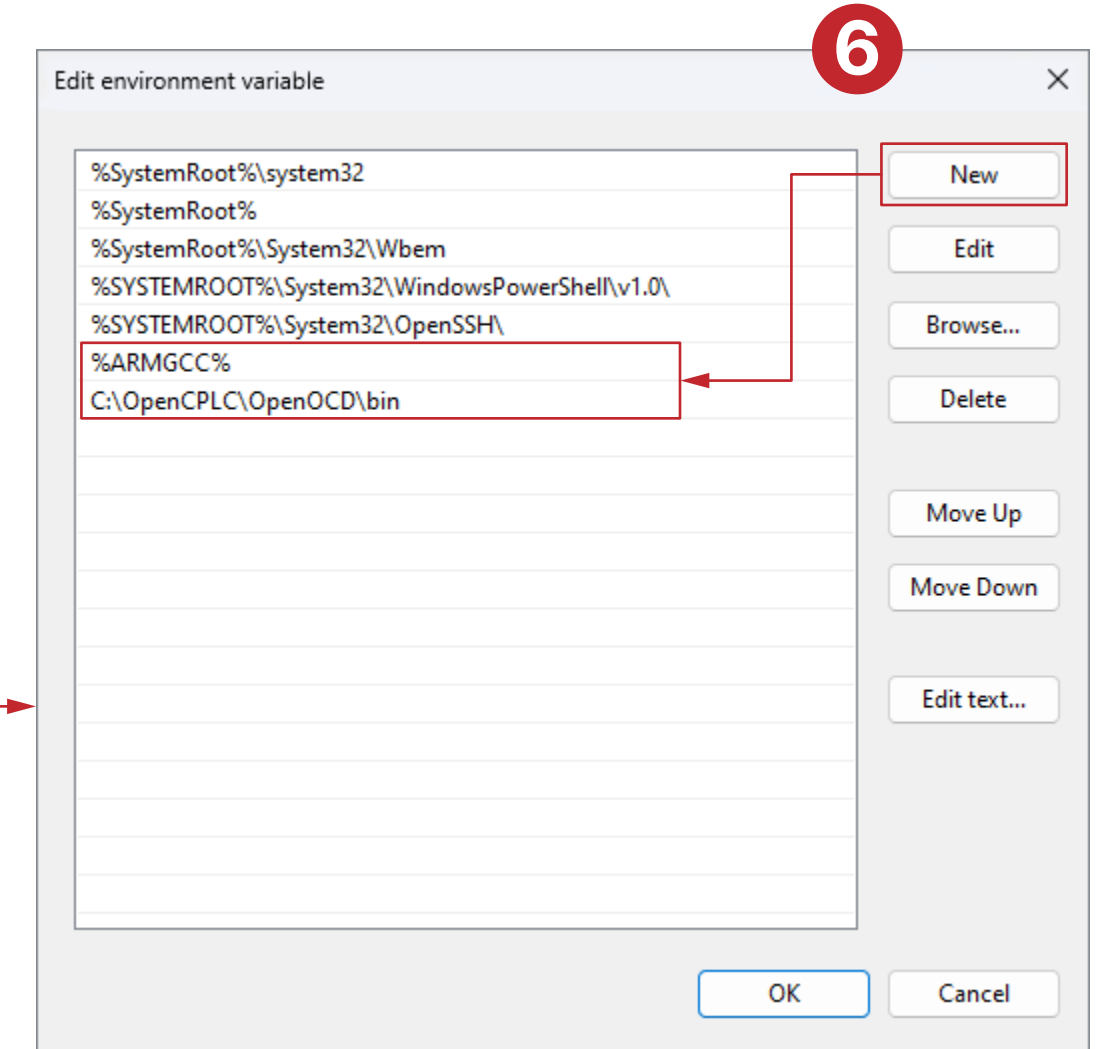 6
Edit environment variable
%SystemRoot%\system32
%SystemRoot%
%SystemRoot%\System32\Wbem
%SYSTEMROOT%\System32\WindowsPowerShell\v1.0\
%SYSTEMROOT%\System32\OpenSSH\
%ARMGCC%
C:\OpenCPLC\OpenOCD\bin
New
Edit
Browse...
Delete
Move Up
Move Down
Edit text...
OK
Cancel